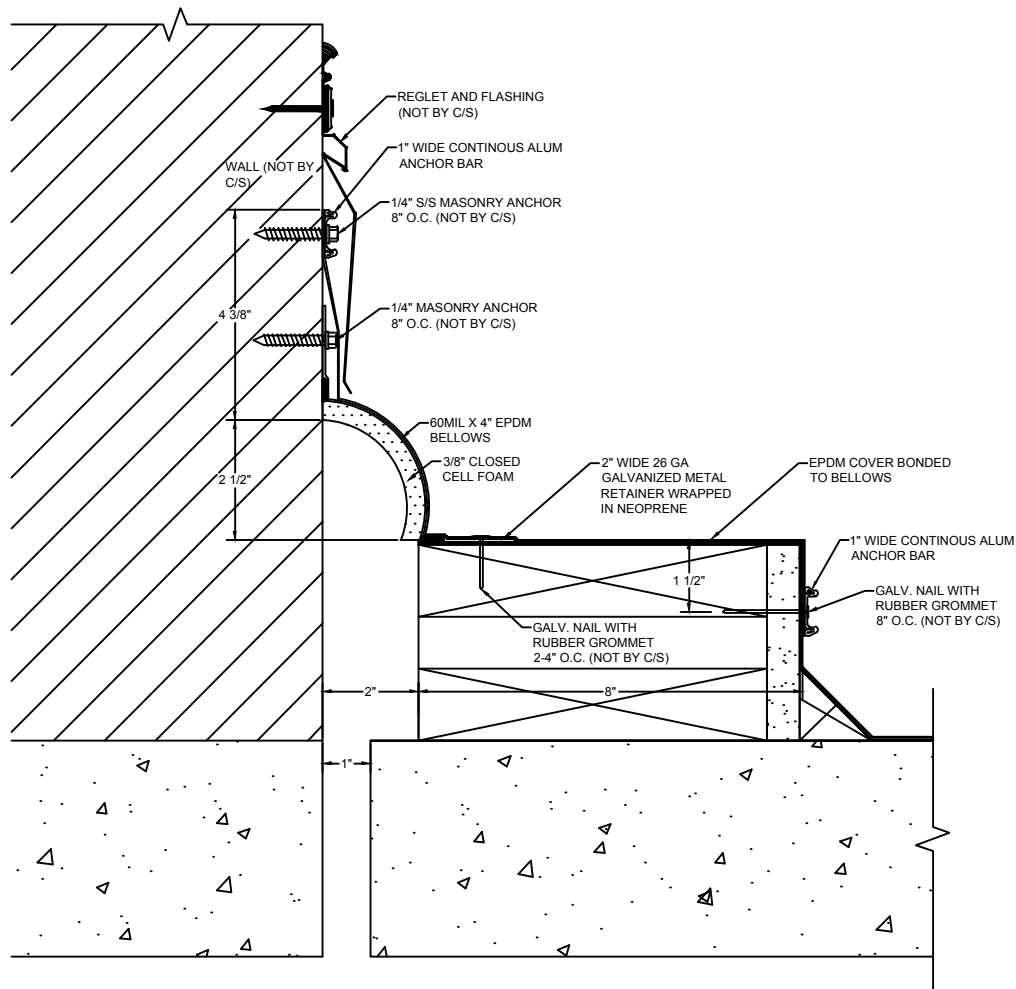 REGLET AND FLASHING
(NOT BY C/S)
1" WIDE CONTINOUS ALUM
ANCHOR BAR
WALL (NOT BY
C/S)
1/4" S/S MASONRY ANCHOR
8" O.C. (NOT BY C/S)
4 3/8"
1/4" MASONRY ANCHOR
8" O.C. (NOT BY C/S)
60MIL X 4" EPDM
BELLOWS
2 1/2"
3/8" CLOSED
CELL FOAM
2" WIDE 26 GA
GALVANIZED METAL
RETAINER WRAPPED
IN NEOPRENE
EPDM COVER BONDED
TO BELLOWS
1" WIDE CONTINOUS ALUM
ANCHOR BAR
1 1/2"
GALV. NAIL WITH
RUBBER GROMMET
8" O.C. (NOT BY C/S)
GALV. NAIL WITH
RUBBER GROMMET
2-4" O.C. (NOT BY C/S)
2"
8"
1"